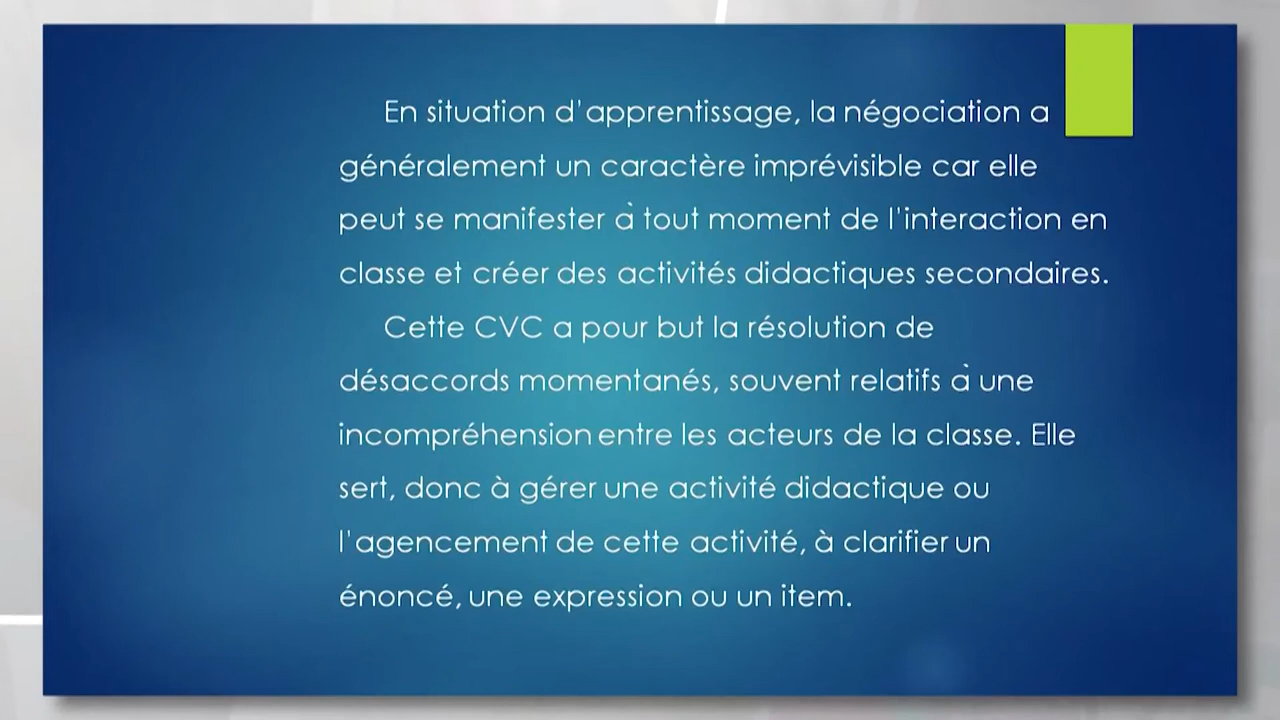 En situation d'apprentissage, la négociation a
généralement un caractère imprévisible car elle
peut se manifester à tout moment de l'interaction en
classe et créer des activités didactiques secondaires.
Cette CVC a pour but la résolution de
désaccords momentanés, souvent relatifs à une
incompréhension entre les acteurs de la classe. Elle
sert, donc à gérer une activité didactique ou
l'agencement de cette activité, à clarifier un
énoncé, une expression ou un item.